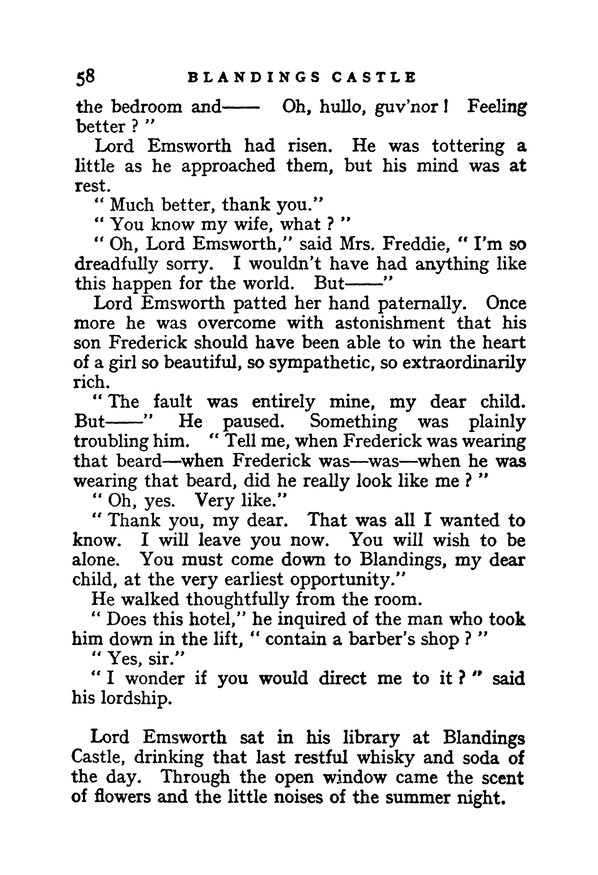 58 BLANDINGS CASTLE
the bedroom and—— Oh, hullo, guv'nor! Feeling
better?"
Lord Emsworth had risen. He was tottering a
little as he approached them, but his mind was at
rest.
"Much better, thank you."
"You know my wife, what?"
"Oh, Lord Emsworth," said Mrs. Freddie, "I'm so
dreadfully sorry. I wouldn't have had anything like
this happen for the world. But——"
Lord Emsworth patted her hand paternally. Once
more he was overcome with astonishment that his
son Frederick should have been able to win the heart
of a girl so beautiful, so sympathetic, so extraordinarily
rich.
"The fault was entirely mine, my dear child.
But——" He paused. Something was plainly
troubling him. "Tell me, when Frederick was wearing
that beard—when Frederick was—was—when he was
wearing that beard, did he really look like me?"
"Oh, yes. Very like."
"Thank you, my dear. That was all I wanted to
know. I will leave you now. You will wish to be
alone. You must come down to Blandings, my dear
child, at the very earliest opportunity."
He walked thoughtfully from the room.
"Does this hotel," he inquired of the man who took
him down in the lift, "contain a barber's shop?"
"Yes, sir."
"I wonder if you would direct me to it?" said
his lordship.
Lord Emsworth sat in his library at Blandings
Castle, drinking that last restful whisky and soda of
the day. Through the open window came the scent
of flowers and the little noises of the summer night.